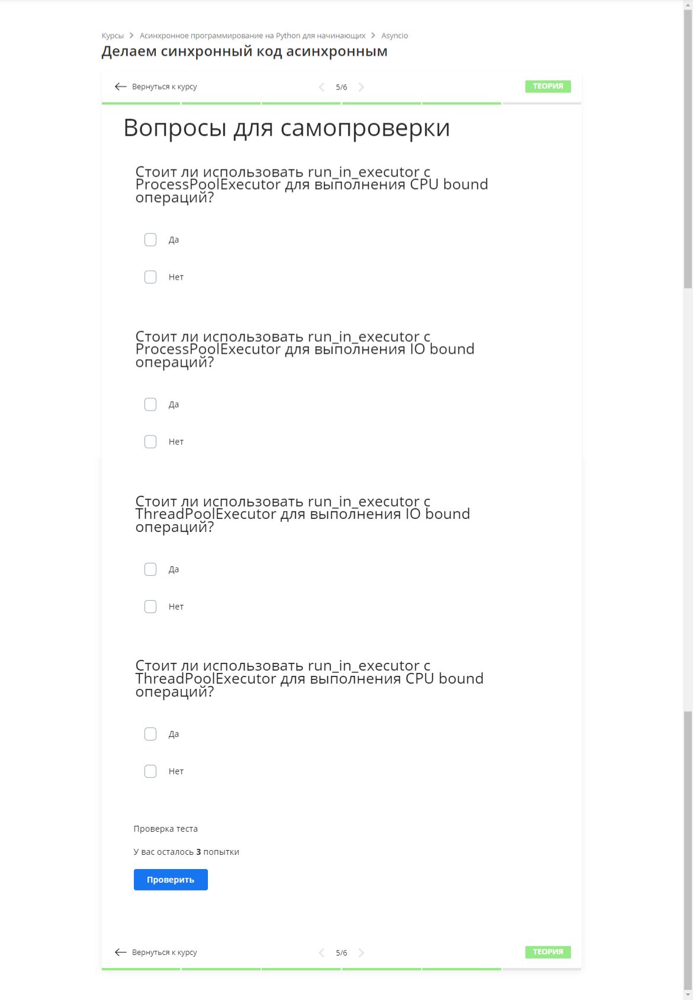 Курсы > Асинхронное программирование на Python для начинающих > Asyncio
Делаем синхронный код асинхронным
Вернуться к курсу 5/6 ТЕОРИЯ
Вопросы для самопроверки
Стоит ли использовать run_in_executor с
ProcessPoolExecutor для выполнения CPU bound
операций?
Да
Нет
Стоит ли использовать run_in_executor с
ProcessPoolExecutor для выполнения IO bound
операций?
Да
Нет
Стоит ли использовать run_in_executor с
ThreadPoolExecutor для выполнения IO bound
операций?
Да
Нет
Стоит ли использовать run_in_executor с
ThreadPoolExecutor для выполнения CPU bound
операций?
Да
Нет
Проверка теста
У вас осталось 3 попытки
Проверить
Вернуться к курсу 5/6 ТЕОРИЯ